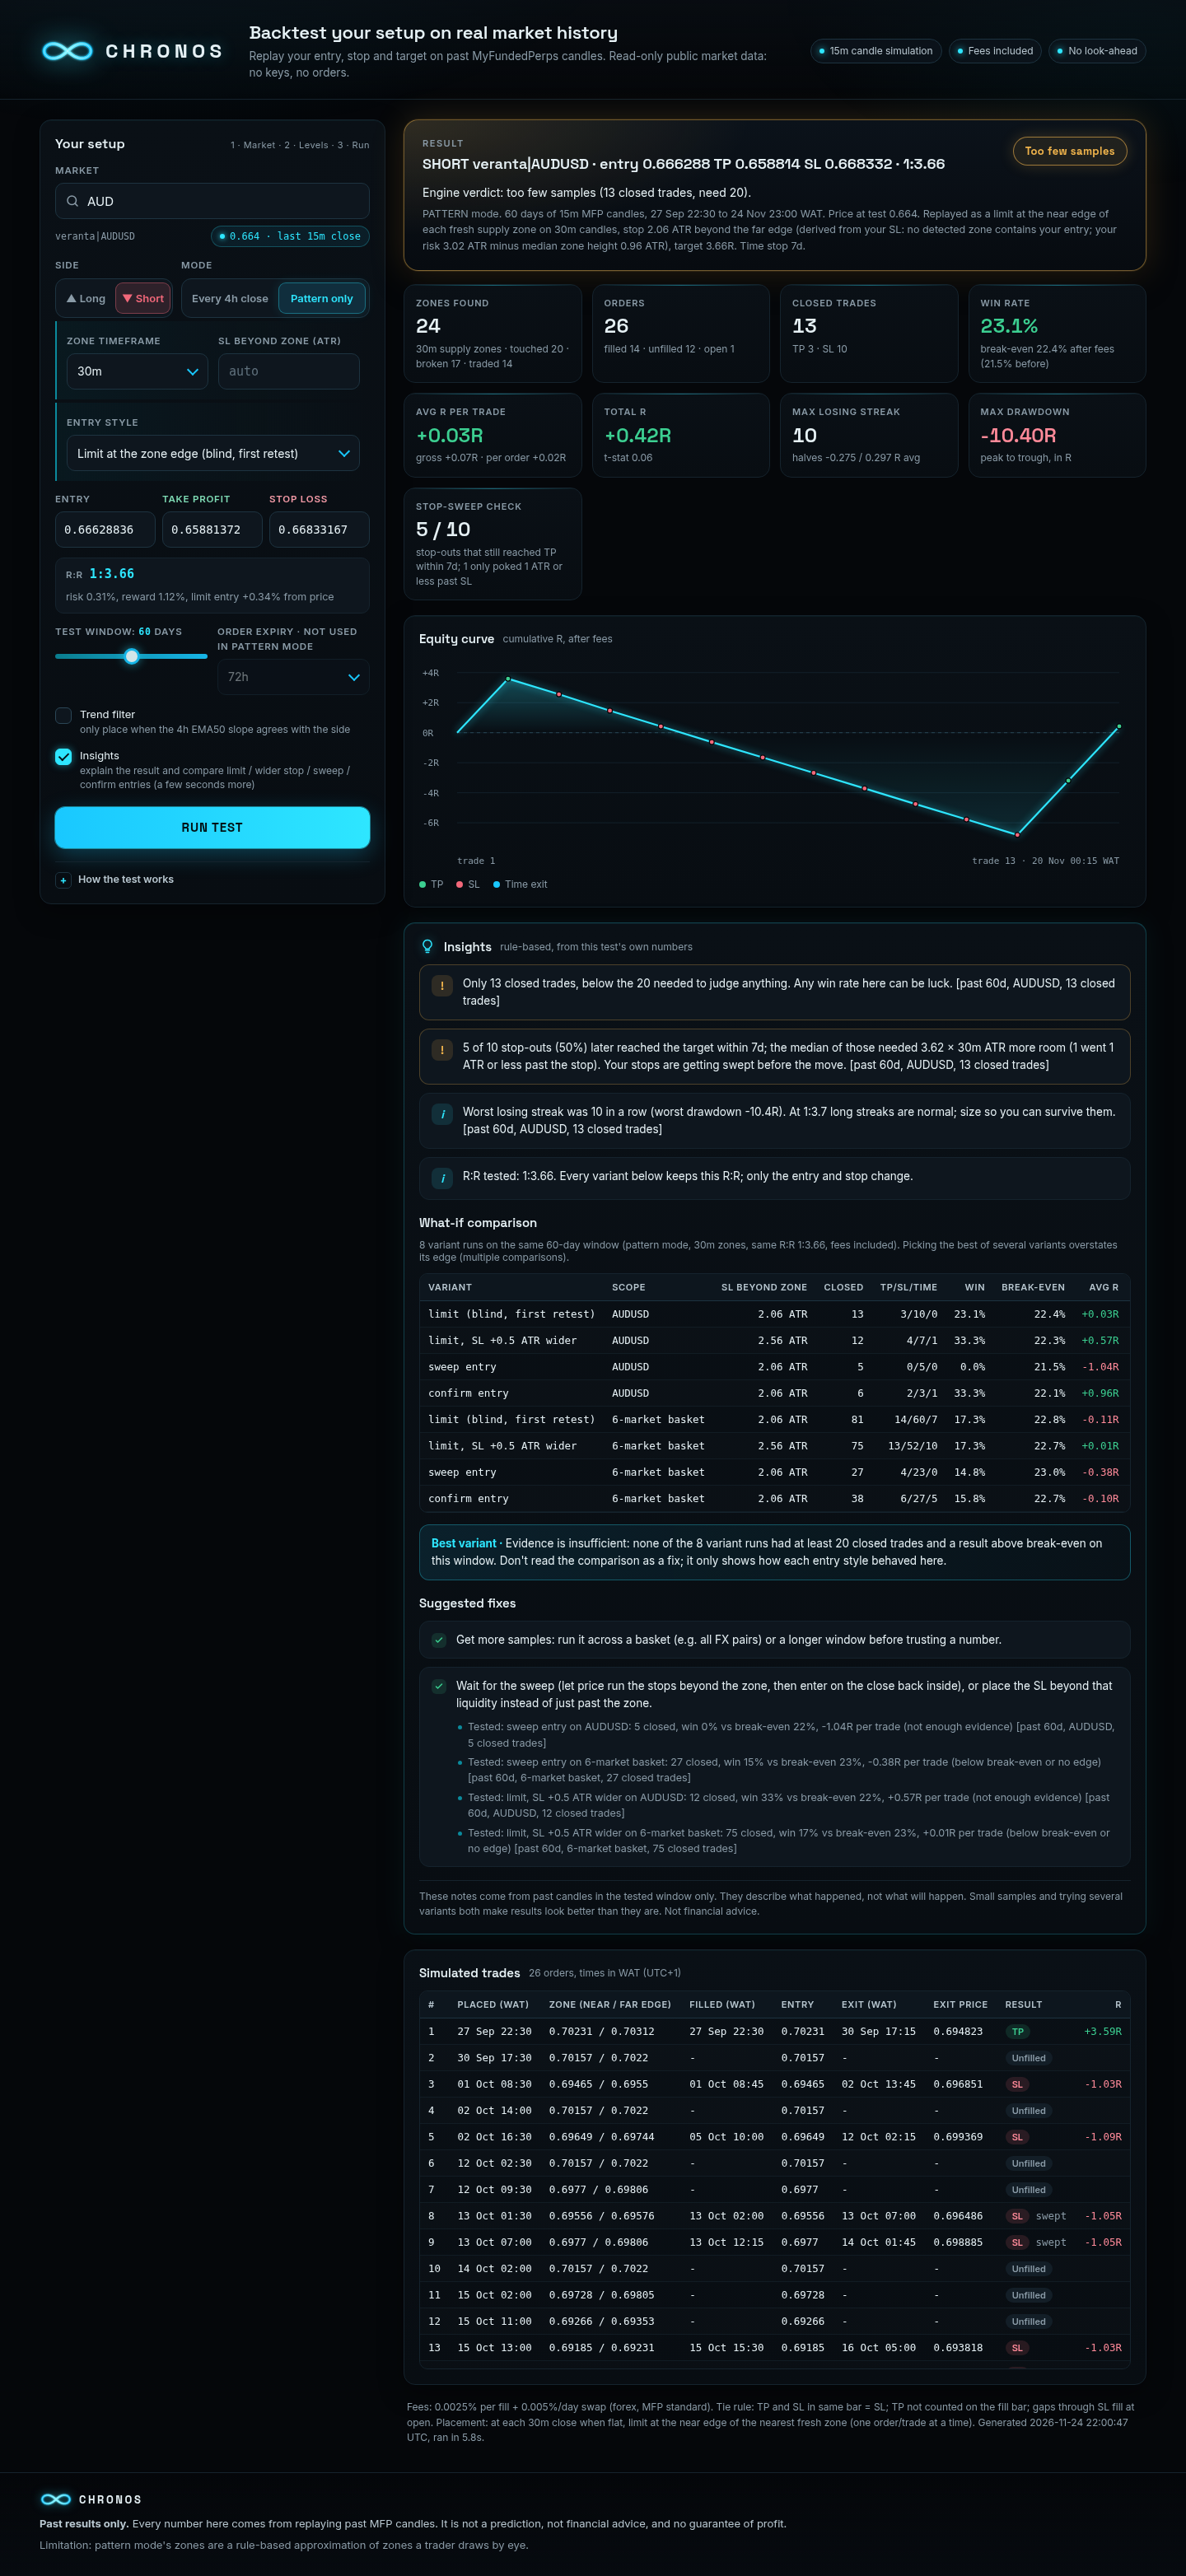 CHRONOS
Backtest your setup on real market history
Replay your entry, stop and target on past MyFundedPerps candles. Read-only public market data:
no keys, no orders.
15m candle simulation
Fees included
No look-ahead
Your setup
1 · Market · 2 · Levels · 3 · Run
MARKET
AUD
veranta|AUDUSD
0.664 · last 15m close
SIDE
MODE
▲ Long
▼ Short
Every 4h close
Pattern only
ZONE TIMEFRAME
SL BEYOND ZONE (ATR)
30m
auto
ENTRY STYLE
Limit at the zone edge (blind, first retest)
ENTRY
TAKE PROFIT
STOP LOSS
0.66628836
0.65881372
0.66833167
R:R 1:3.66
risk 0.31%, reward 1.12%, limit entry +0.34% from price
TEST WINDOW: 60 DAYS
ORDER EXPIRY · NOT USED
IN PATTERN MODE
72h
Trend filter
only place when the 4h EMA50 slope agrees with the side
Insights
explain the result and compare limit / wider stop / sweep /
confirm entries (a few seconds more)
RUN TEST
+ How the test works
RESULT
SHORT veranta|AUDUSD · entry 0.666288 TP 0.658814 SL 0.668332 · 1:3.66
Too few samples
Engine verdict: too few samples (13 closed trades, need 20).
PATTERN mode. 60 days of 15m MFP candles, 27 Sep 22:30 to 24 Nov 23:00 WAT. Price at test 0.664. Replayed as a limit at the near edge of
each fresh supply zone on 30m candles, stop 2.06 ATR beyond the far edge (derived from your SL: no detected zone contains your entry; your
risk 3.02 ATR minus median zone height 0.96 ATR), target 3.66R. Time stop 7d.
ZONES FOUND
24
30m supply zones · touched 20 ·
broken 17 · traded 14
ORDERS
26
filled 14 · unfilled 12 · open 1
CLOSED TRADES
13
TP 3 · SL 10
WIN RATE
23.1%
break-even 22.4% after fees
(21.5% before)
AVG R PER TRADE
+0.03R
gross +0.07R · per order +0.02R
TOTAL R
+0.42R
t-stat 0.06
MAX LOSING STREAK
10
halves -0.275 / 0.297 R avg
MAX DRAWDOWN
-10.40R
peak to trough, in R
STOP-SWEEP CHECK
5 / 10
stop-outs that still reached TP
within 7d; 1 only poked 1 ATR or
less past SL
Equity curve cumulative R, after fees
+4R
+2R
0R
-2R
-4R
-6R
trade 1
trade 13 · 20 Nov 00:15 WAT
TP SL Time exit
Insights rule-based, from this test's own numbers
! Only 13 closed trades, below the 20 needed to judge anything. Any win rate here can be luck. [past 60d, AUDUSD, 13 closed
trades]
! 5 of 10 stop-outs (50%) later reached the target within 7d; the median of those needed 3.62 × 30m ATR more room (1 went 1
ATR or less past the stop). Your stops are getting swept before the move. [past 60d, AUDUSD, 13 closed trades]
i Worst losing streak was 10 in a row (worst drawdown -10.4R). At 1:3.7 long streaks are normal; size so you can survive them.
[past 60d, AUDUSD, 13 closed trades]
i R:R tested: 1:3.66. Every variant below keeps this R:R; only the entry and stop change.
What-if comparison
8 variant runs on the same 60-day window (pattern mode, 30m zones, same R:R 1:3.66, fees included). Picking the best of several variants overstates
its edge (multiple comparisons).
VARIANT SCOPE SL BEYOND ZONE CLOSED TP/SL/TIME WIN BREAK-EVEN AVG R
limit (blind, first retest) AUDUSD 2.06 ATR 13 3/10/0 23.1% 22.4% +0.03R
limit, SL +0.5 ATR wider AUDUSD 2.56 ATR 12 4/7/1 33.3% 22.3% +0.57R
sweep entry AUDUSD 2.06 ATR 5 0/5/0 0.0% 21.5% -1.04R
confirm entry AUDUSD 2.06 ATR 6 2/3/1 33.3% 22.1% +0.96R
limit (blind, first retest) 6-market basket 2.06 ATR 81 14/60/7 17.3% 22.8% -0.11R
limit, SL +0.5 ATR wider 6-market basket 2.56 ATR 75 13/52/10 17.3% 22.7% +0.01R
sweep entry 6-market basket 2.06 ATR 27 4/23/0 14.8% 23.0% -0.38R
confirm entry 6-market basket 2.06 ATR 38 6/27/5 15.8% 22.7% -0.10R
Best variant · Evidence is insufficient: none of the 8 variant runs had at least 20 closed trades and a result above break-even on
this window. Don't read the comparison as a fix; it only shows how each entry style behaved here.
Suggested fixes
Get more samples: run it across a basket (e.g. all FX pairs) or a longer window before trusting a number.
Wait for the sweep (let price run the stops beyond the zone, then enter on the close back inside), or place the SL beyond that
liquidity instead of just past the zone.
Tested: sweep entry on AUDUSD: 5 closed, win 0% vs break-even 22%, -1.04R per trade (not enough evidence) [past 60d, AUDUSD,
5 closed trades]
Tested: sweep entry on 6-market basket: 27 closed, win 15% vs break-even 23%, -0.38R per trade (below break-even or no edge)
[past 60d, 6-market basket, 27 closed trades]
Tested: limit, SL +0.5 ATR wider on AUDUSD: 12 closed, win 33% vs break-even 22%, +0.57R per trade (not enough evidence) [past
60d, AUDUSD, 12 closed trades]
Tested: limit, SL +0.5 ATR wider on 6-market basket: 75 closed, win 17% vs break-even 23%, +0.01R per trade (below break-even or
no edge) [past 60d, 6-market basket, 75 closed trades]
These notes come from past candles in the tested window only. They describe what happened, not what will happen. Small samples and trying several
variants both make results look better than they are. Not financial advice.
Simulated trades 26 orders, times in WAT (UTC+1)
# PLACED (WAT) ZONE (NEAR / FAR EDGE) FILLED (WAT) ENTRY EXIT (WAT) EXIT PRICE RESULT R
1 27 Sep 22:30 0.70231 / 0.70312 27 Sep 22:30 0.70231 30 Sep 17:15 0.694823 TP +3.59R
2 30 Sep 17:30 0.70157 / 0.7022 - 0.70157 - - Unfilled
3 01 Oct 08:30 0.69465 / 0.6955 01 Oct 08:45 0.69465 02 Oct 13:45 0.696851 SL -1.03R
4 02 Oct 14:00 0.70157 / 0.7022 - 0.70157 - - Unfilled
5 02 Oct 16:30 0.69649 / 0.69744 05 Oct 10:00 0.69649 12 Oct 02:15 0.699369 SL -1.09R
6 12 Oct 02:30 0.70157 / 0.7022 - 0.70157 - - Unfilled
7 12 Oct 09:30 0.6977 / 0.69806 - 0.6977 - - Unfilled
8 13 Oct 01:30 0.69556 / 0.69576 13 Oct 02:00 0.69556 13 Oct 07:00 0.696486 SL swept -1.05R
9 13 Oct 07:00 0.6977 / 0.69806 13 Oct 12:15 0.6977 14 Oct 01:45 0.698885 SL swept -1.05R
10 14 Oct 02:00 0.70157 / 0.7022 - 0.70157 - - Unfilled
11 15 Oct 02:00 0.69728 / 0.69805 - 0.69728 - - Unfilled
12 15 Oct 11:00 0.69266 / 0.69353 - 0.69266 - - Unfilled
13 15 Oct 13:00 0.69185 / 0.69231 15 Oct 15:30 0.69185 16 Oct 05:00 0.693818 SL -1.03R
Fees: 0.0025% per fill + 0.005%/day swap (forex, MFP standard). Tie rule: TP and SL in same bar = SL; TP not counted on the fill bar; gaps through SL fill at
open. Placement: at each 30m close when flat, limit at the near edge of the nearest fresh zone (one order/trade at a time). Generated 2026-11-24 22:00:47
UTC, ran in 5.8s.
CHRONOS
Past results only. Every number here comes from replaying past MFP candles. It is not a prediction, not financial advice, and no guarantee of profit.
Limitation: pattern mode's zones are a rule-based approximation of zones a trader draws by eye.